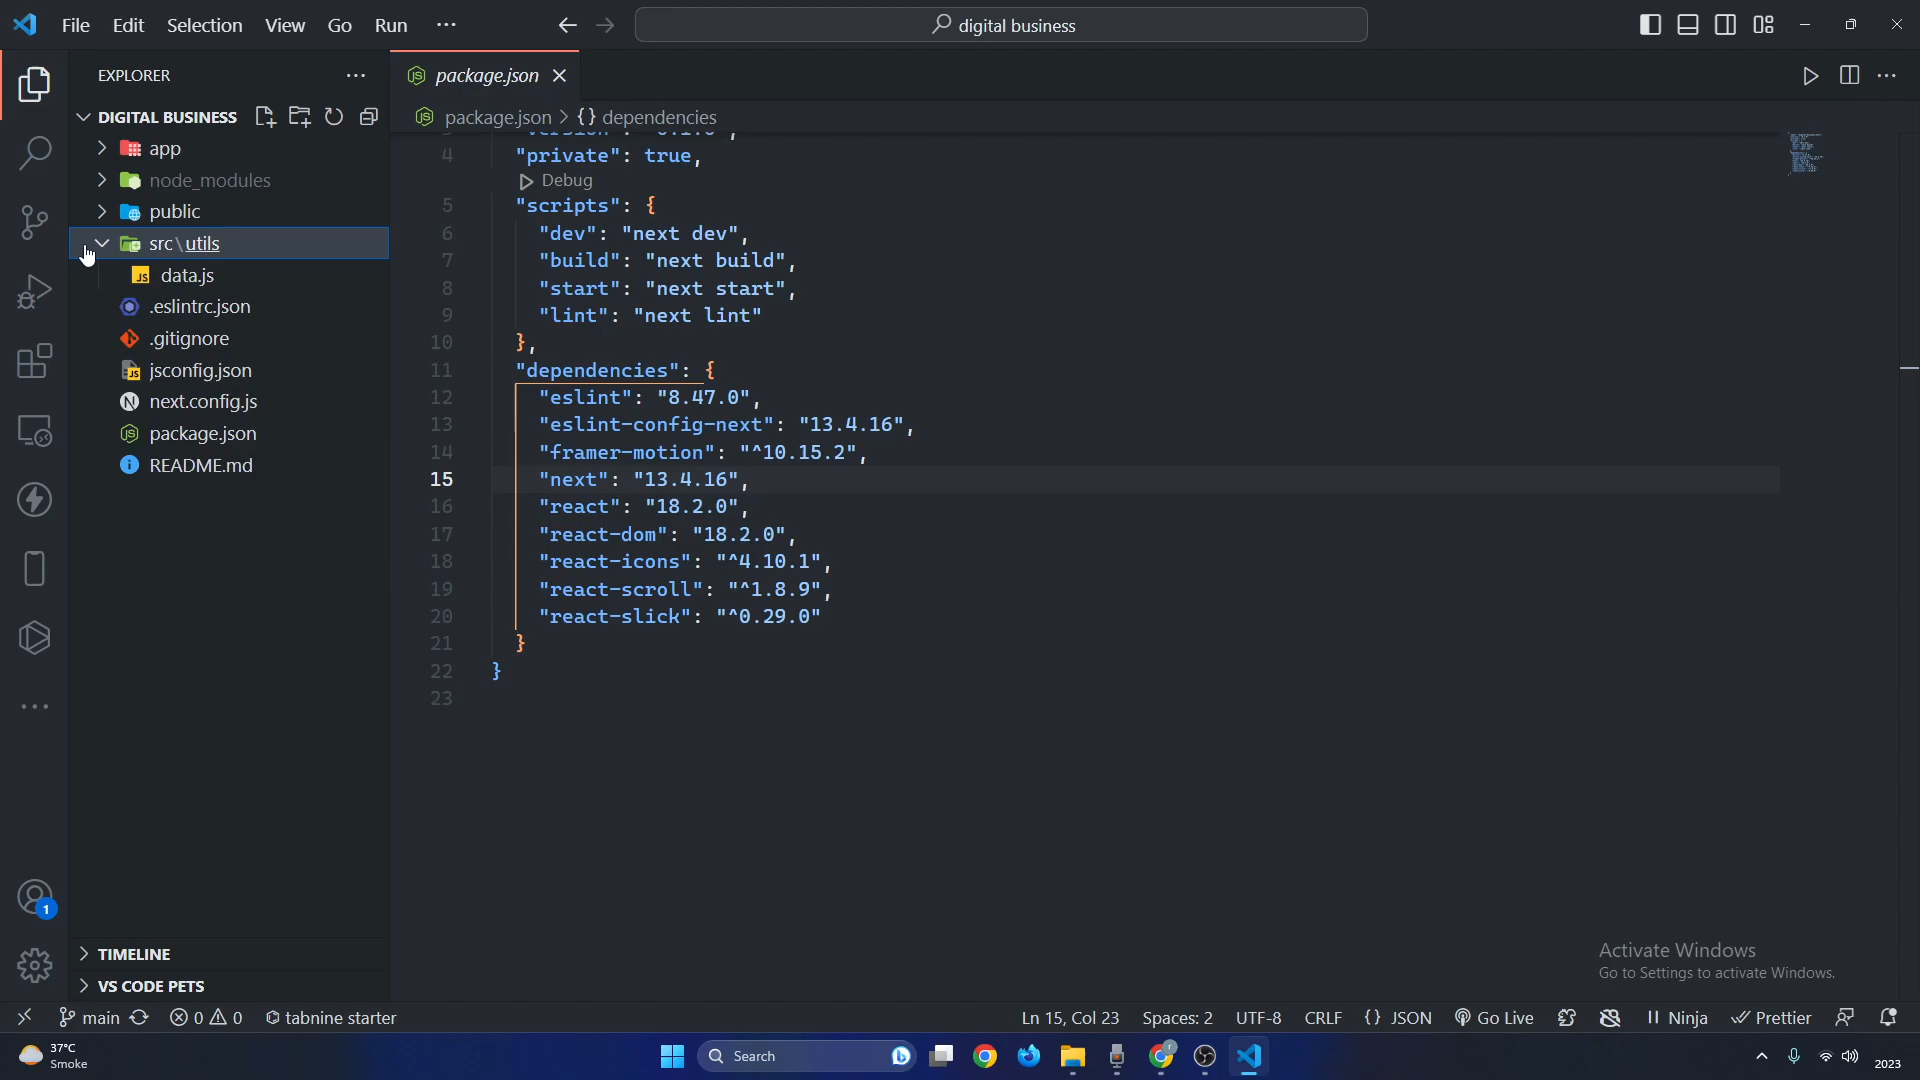 File Edit Selection View Go Run ···
digital business
EXPLORER
package.json
DIGITAL BUSINESS
package.json > {} dependencies
app
node_modules
public
src\utils
data.js
.eslintrc.json
.gitignore
jsconfig.json
next.config.js
package.json
README.md
4 "private": true,
Debug
5 "scripts": {
6 "dev": "next dev",
7 "build": "next build",
8 "start": "next start",
9 "lint": "next lint"
10 },
11 "dependencies": {
12 "eslint": "8.47.0",
13 "eslint-config-next": "13.4.16",
14 "framer-motion": "^10.15.2",
15 "next": "13.4.16",
16 "react": "18.2.0",
17 "react-dom": "18.2.0",
18 "react-icons": "^4.10.1",
19 "react-scroll": "^1.8.9",
20 "react-slick": "^0.29.0"
21 }
22 }
23
1
TIMELINE
VS CODE PETS
Activate Windows
Go to Settings to activate Windows.
main 0 0 tabnine starter
Ln 15, Col 23 Spaces: 2 UTF-8 CRLF {} JSON Go Live Ninja Prettier
37°C
Smoke
Search
2023